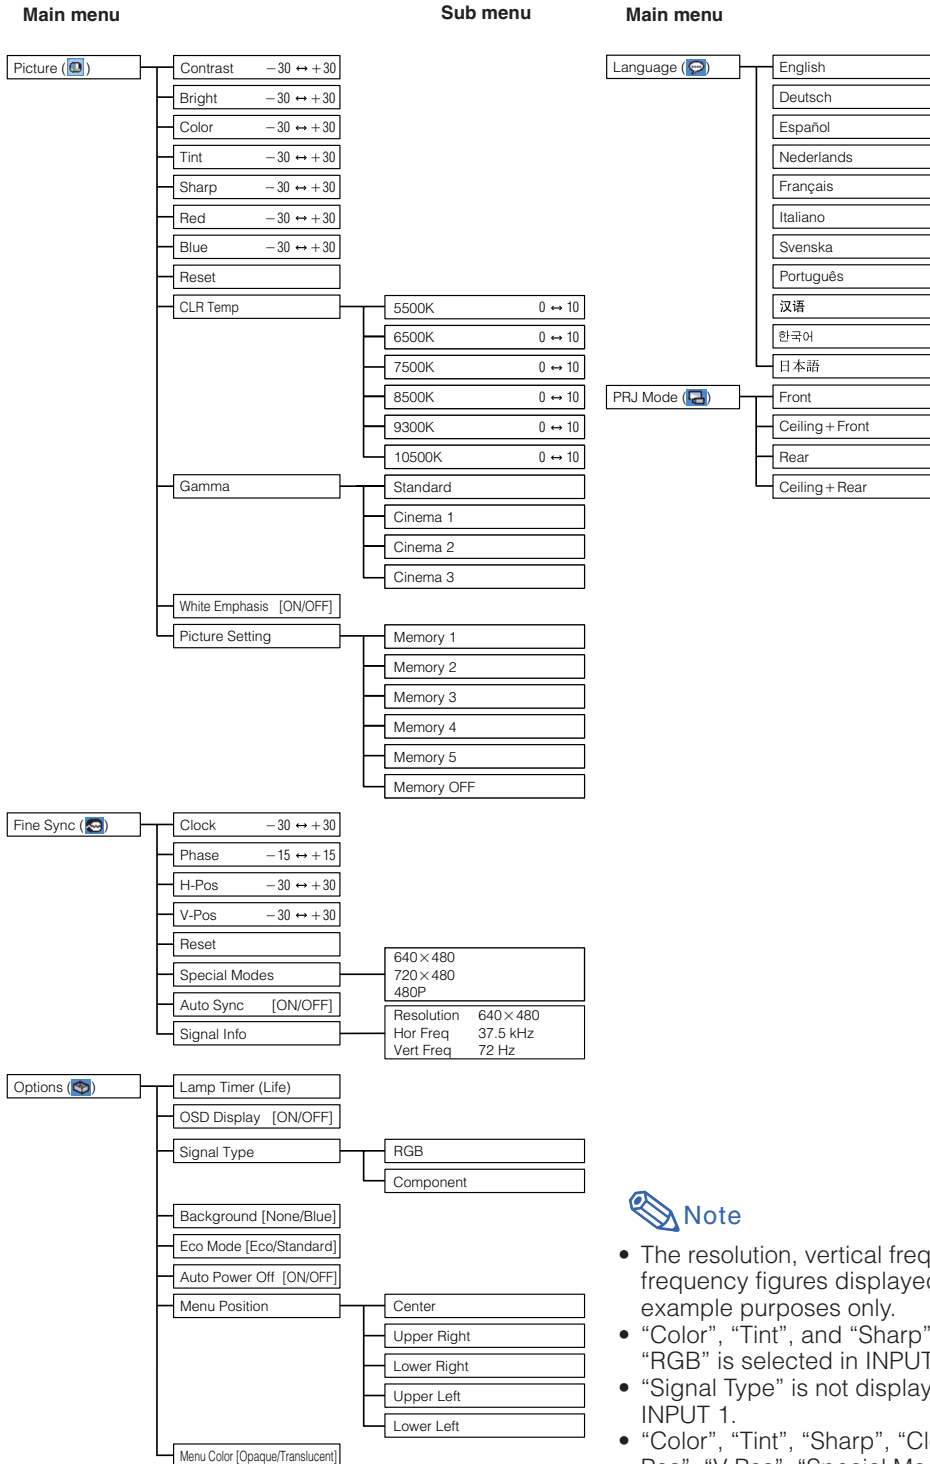 Main menu
Sub menu
Picture ( )
Contrast −30 ↔ +30
Bright −30 ↔ +30
Color −30 ↔ +30
Tint −30 ↔ +30
Sharp −30 ↔ +30
Red −30 ↔ +30
Blue −30 ↔ +30
Reset
CLR Temp
5500K 0 ↔ 10
6500K 0 ↔ 10
7500K 0 ↔ 10
8500K 0 ↔ 10
9300K 0 ↔ 10
10500K 0 ↔ 10
Gamma
Standard
Cinema 1
Cinema 2
Cinema 3
White Emphasis [ON/OFF]
Picture Setting
Memory 1
Memory 2
Memory 3
Memory 4
Memory 5
Memory OFF
Fine Sync ( )
Clock −30 ↔ +30
Phase −15 ↔ +15
H-Pos −30 ↔ +30
V-Pos −30 ↔ +30
Reset
Special Modes
640×480
720×480
480P
Auto Sync [ON/OFF]
Signal Info
Resolution 640×480
Hor Freq 37.5 kHz
Vert Freq 72 Hz
Options ( )
Lamp Timer (Life)
OSD Display [ON/OFF]
Signal Type
RGB
Component
Background [None/Blue]
Eco Mode [Eco/Standard]
Auto Power Off [ON/OFF]
Menu Position
Center
Upper Right
Lower Right
Upper Left
Lower Left
Menu Color [Opaque/Translucent]
Main menu
Language ( )
English
Deutsch
Español
Nederlands
Français
Italiano
Svenska
Português
汉语
한국어
日本語
PRJ Mode ( )
Front
Ceiling+Front
Rear
Ceiling+Rear
Note
• The resolution, vertical freq
frequency figures displayed
example purposes only.
• “Color”, “Tint”, and “Sharp”
“RGB” is selected in INPUT
• “Signal Type” is not display
INPUT 1.
• “Color”, “Tint”, “Sharp”, “Cl